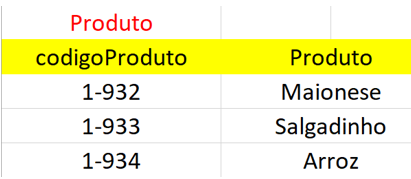 Produto
codigoProduto Produto
1-932 Maionese
1-933 Salgadinho
1-934 Arroz